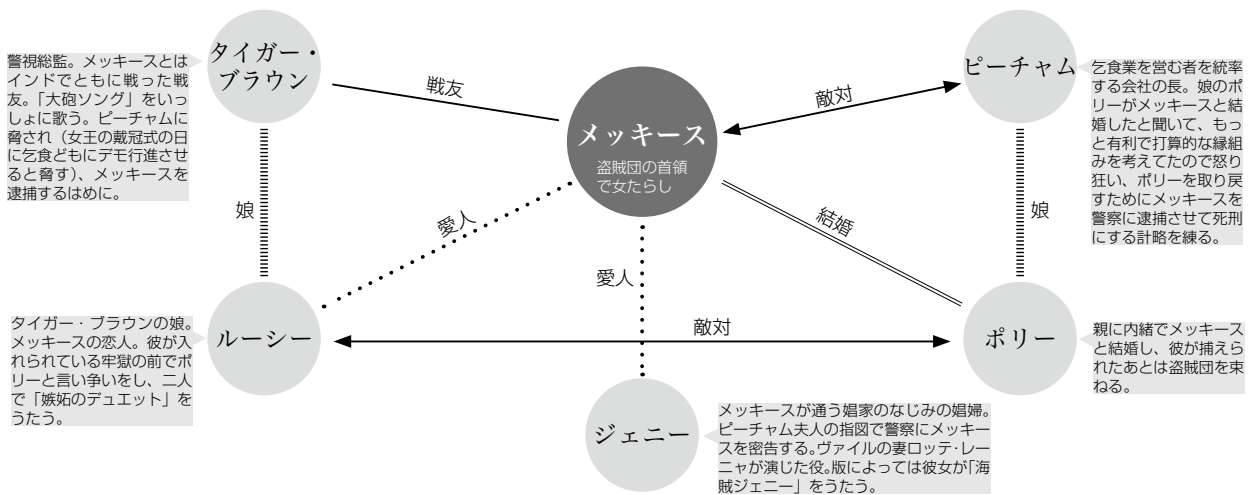 タイガー・
ブラウン
警視総監。メッキースとは
インドでともに戦った戦
友。「大砲ソング」をいっ
しょに歌う。ピーチャムに
脅され（女王の戴冠式の日
に乞食どもにデモ行進させ
ると脅す）、メッキースを
逮捕するはめに。
戦友
メッキース
盗賊団の首領
で女たらし
敵対
ピーチャム
乞食業を営む者を統率
する会社の長。娘のポ
リーがメッキースと結
婚したと聞いて、もっ
と有利で打算的な縁組
みを考えてたので怒り
狂い、ポリーを取り戻
すためにメッキースを
警察に逮捕させて死刑
にする計略を練る。
娘
愛人
愛人
結婚
娘
タイガー・ブラウンの娘。
メッキースの恋人。彼が入
れられている牢獄の前でポ
リーと言い争いをし、二人
で「嫉妬のデュエット」を
うたう。
ルーシー
敵対
ポリー
親に内緒でメッキース
と結婚し、彼が捕えら
れたあとは盗賊団を束
ねる。
ジェニー
メッキースが通う娼家のなじみの娼婦。
ピーチャム夫人の指図で警察にメッキー
スを密告する。ヴァイルの妻ロッテ・レー
ニャが演じた役。版によっては彼女が「海
賊ジェニー」をうたう。